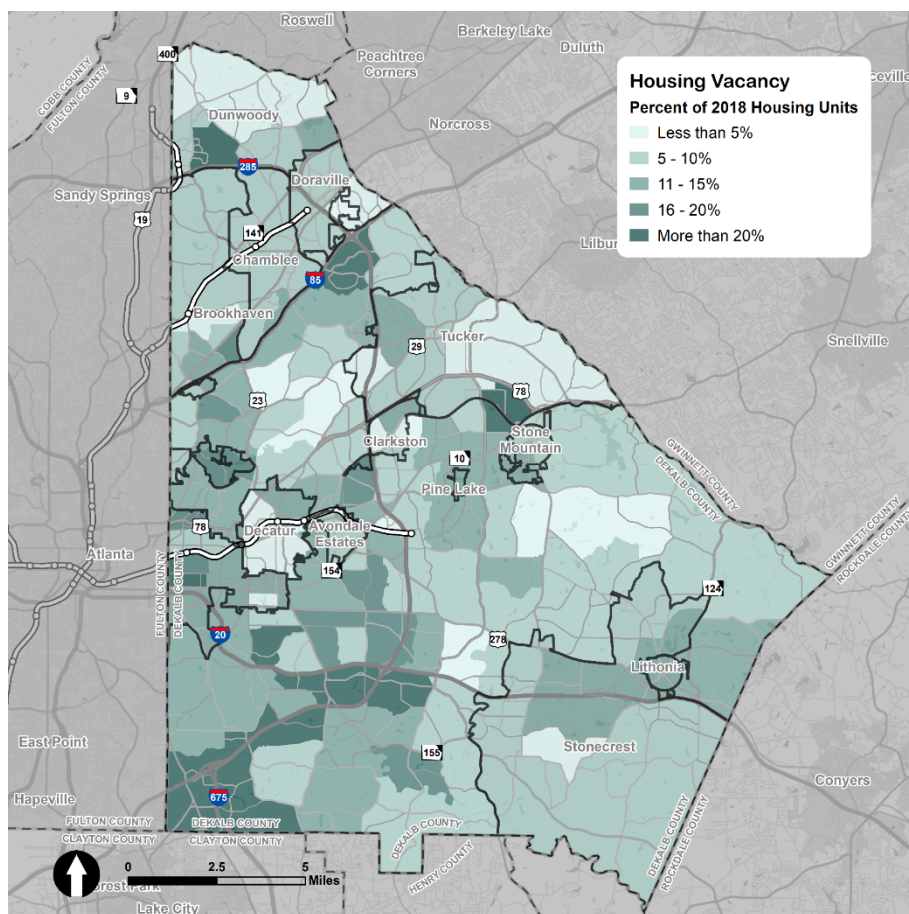 Roswell
Berkeley Lake
Duluth
Peachtree
Corners
400
9
COBB COUNTY
FULTON COUNTY
Housing Vacancy
Percent of 2018 Housing Units
Less than 5%
5 - 10%
11 - 15%
16 - 20%
More than 20%
ceville
Dunwoody
Norcross
285
Doraville
Sandy Springs
19
141
Chamblee
85
Lilbu
Brookhaven
Tucker
29
Snellville
23
78
Clarkston
Stone
Mountain
10
Pine Lake
GWINNETT COUNTY
DEKALB COUNTY
78
Decatur
Avondale
Estates
Atlanta
154
FULTON COUNTY
DEKALB COUNTY
GWINNETT COUNTY
ROCKDALE COUNTY
124
20
278
Lithonia
East Point
155
Stonecrest
Conyers
Hapeville
675
FULTON COUNTY
DEKALB COUNTY
CLAYTON COUNTY
CLAYTON COUNTY
DEKALB COUNTY
HENRY COUNTY
DEKALB COUNTY
ROCKDALE COUNTY
0 2.5 5
Miles
orest Park
Lake City